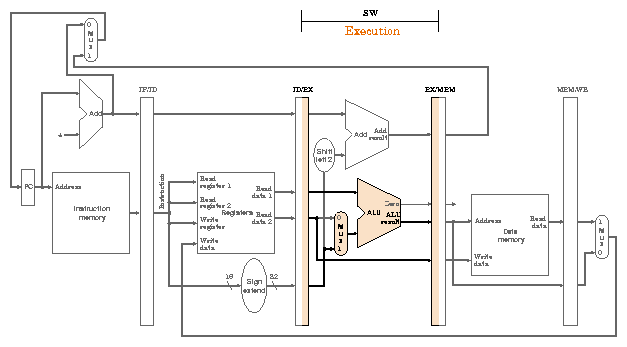 SW
Execution
0
M
u
x
1
IF/ID
ID/EX
EX/MEM
MEM/WB
Add
4
Add
Add
result
Shift
left 2
PC
Address
Instruction
memory
Instruction
Read
register 1
Read
register 2
Write
register
Write
data
Registers
Read
data 1
Read
data 2
0
M
u
x
1
ALU
Zero
ALU
result
Address
Data
memory
Read
data
Write
data
1
M
u
x
0
16
Sign
extend
32